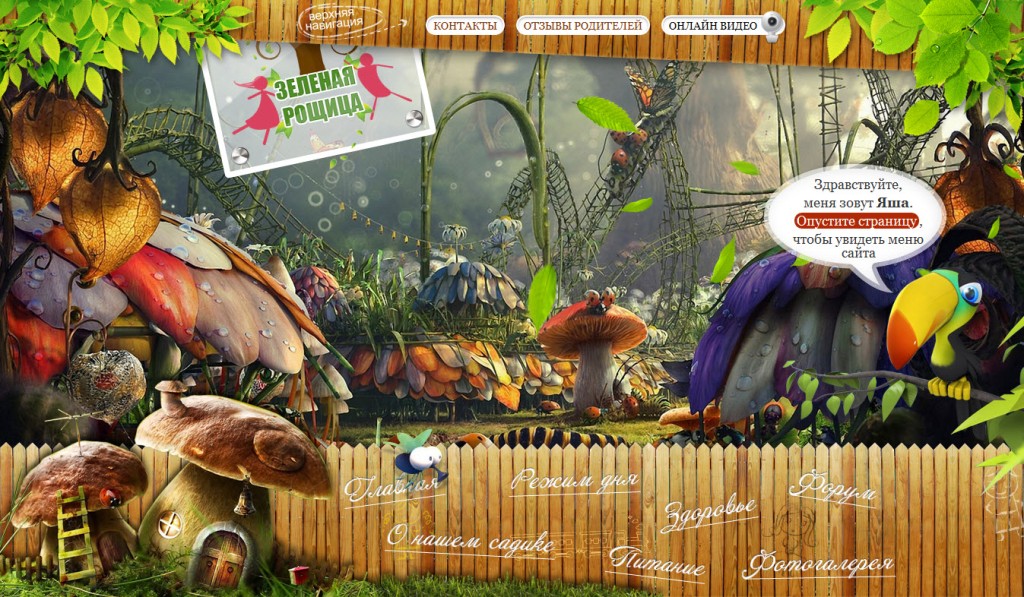 верхняя
навигация
КОНТАКТЫ
ОТЗЫВЫ РОДИТЕЛЕЙ
ОНЛАЙН ВИДЕО
ЗЕЛЕНАЯ
РОЩИЦА
Здравствуйте,
меня зовут Яша.
Опустите страницу,
чтобы увидеть меню
сайта
Главная
Режим дня
Форум
Здоровье
О нашем садике
Питание
Фотогалерея